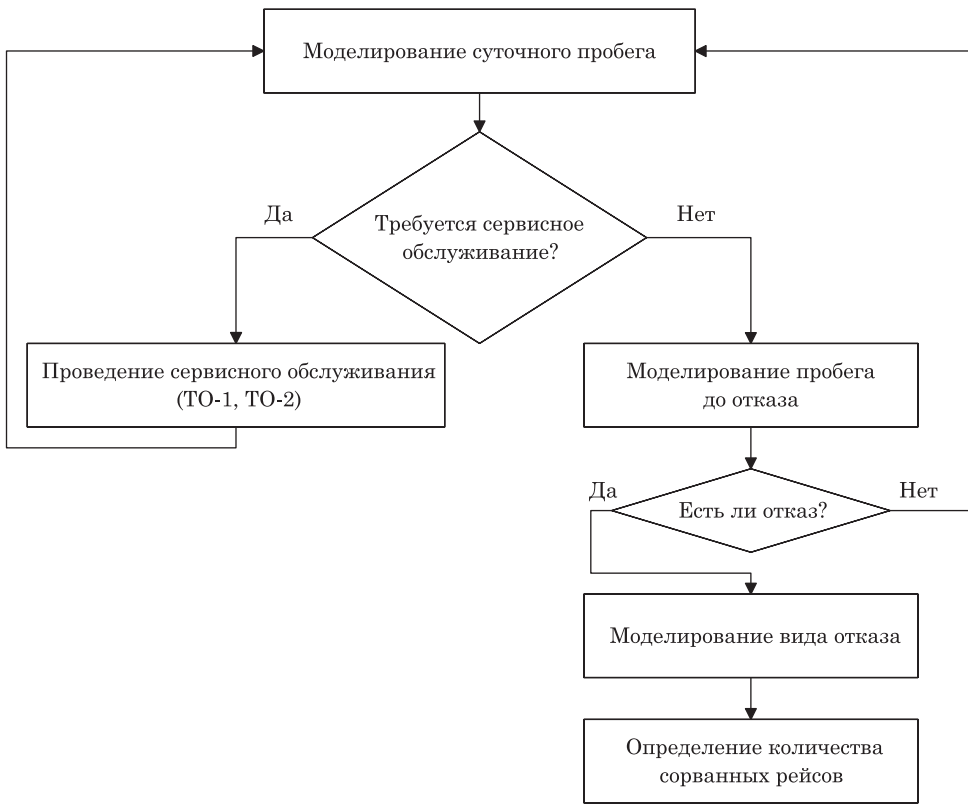 Моделирование суточного пробега
Да
Требуется сервисное
обслуживание?
Нет
Проведение сервисного обслуживания
(ТО-1, ТО-2)
Моделирование пробега
до отказа
Да
Есть ли отказ?
Нет
Моделирование вида отказа
Определение количества
сорванных рейсов